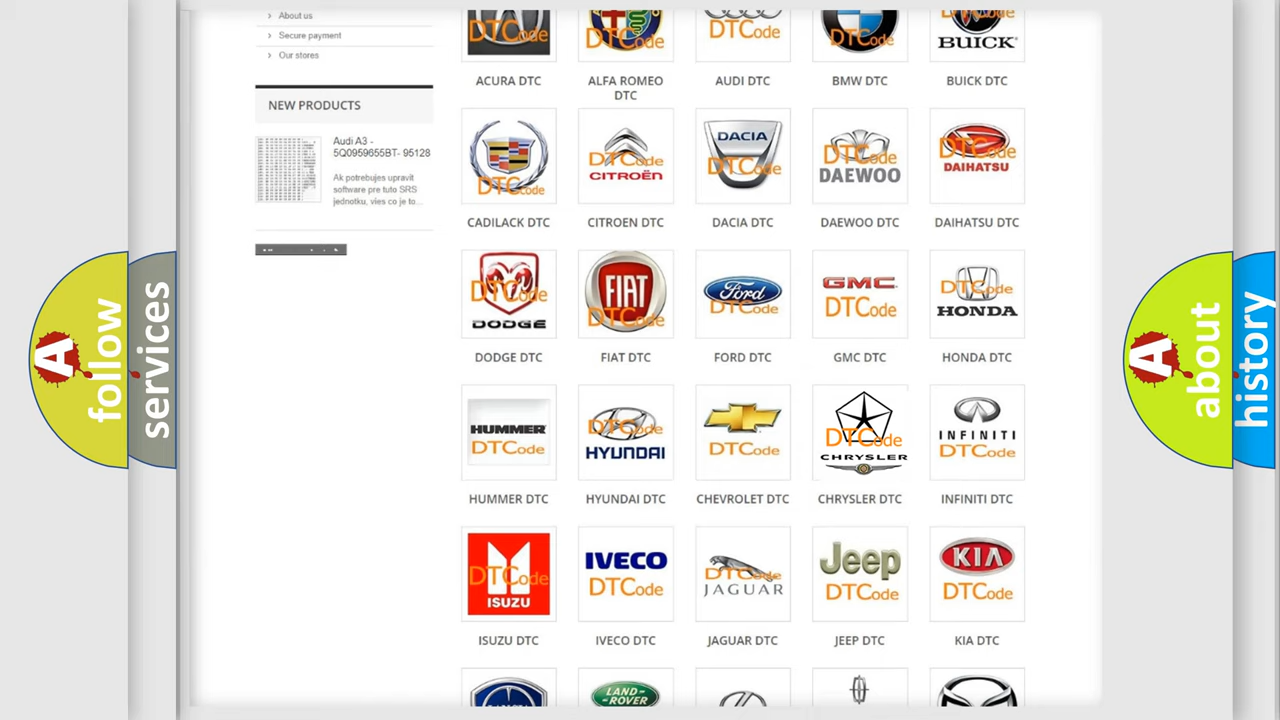 About us
Secure payment
Our stores
NEW PRODUCTS
Audi A3 -
5Q0959655BT- 95128
Ak potrebujes upravit
software pre tuto SRS
jednotku, vies co je to...
DTCode
DTCode
DTCode
DTCode
BUICK
ACURA DTC
ALFA ROMEO
DTC
AUDI DTC
BMW DTC
BUICK DTC
DTCode
DTCode
CITROËN
DACIA
DTCode
DTCode
DAEWOO
DTCode
DAIHATSU
CADILACK DTC
CITROEN DTC
DACIA DTC
DAEWOO DTC
DAIHATSU DTC
DTCode
DODGE
FIAT
DTCode
Ford
DTCode
GMC
DTCode
DTCode
HONDA
DODGE DTC
FIAT DTC
FORD DTC
GMC DTC
HONDA DTC
HUMMER
DTCode
DTCode
HYUNDAI
DTCode
DTCode
CHRYSLER
INFINITI
DTCode
HUMMER DTC
HYUNDAI DTC
CHEVROLET DTC
CHRYSLER DTC
INFINITI DTC
DTCode
ISUZU
IVECO
DTCode
DTCode
JAGUAR
Jeep
DTCode
KIA
DTCode
ISUZU DTC
IVECO DTC
JAGUAR DTC
JEEP DTC
KIA DTC
LAND-
ROVER
A
follow
services
A
about
history